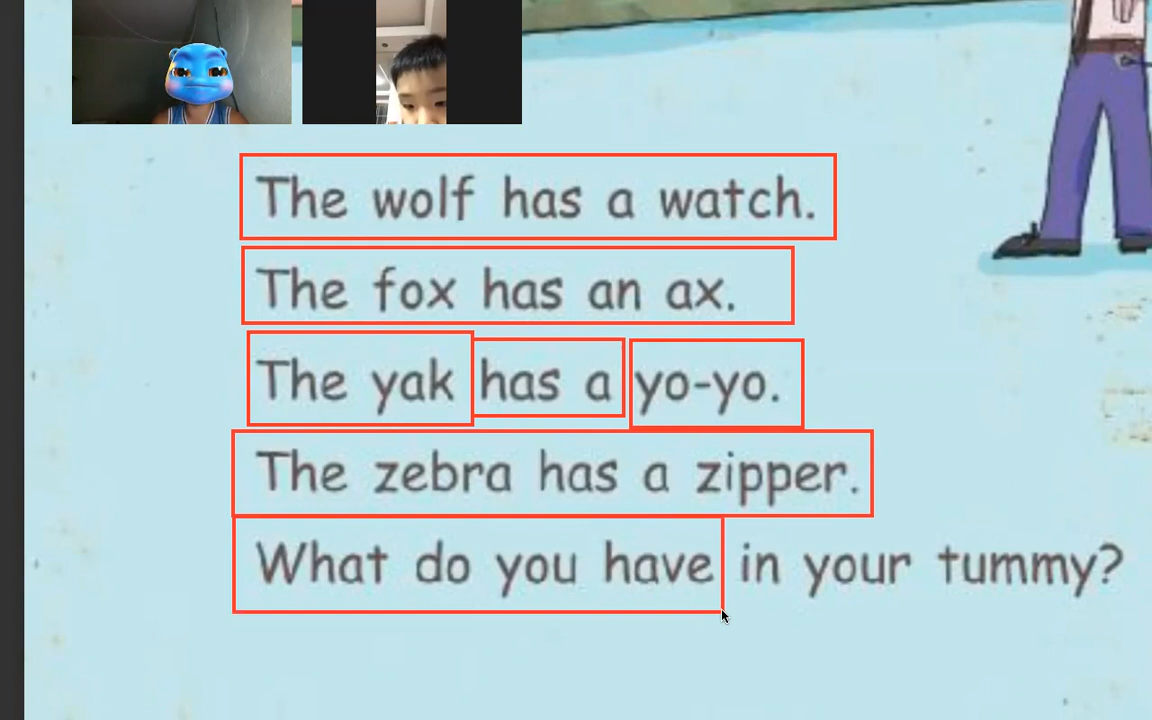 The wolf has a watch.
The fox has an ax.
The yak has a yo-yo.
The zebra has a zipper.
What do you have in your tummy?